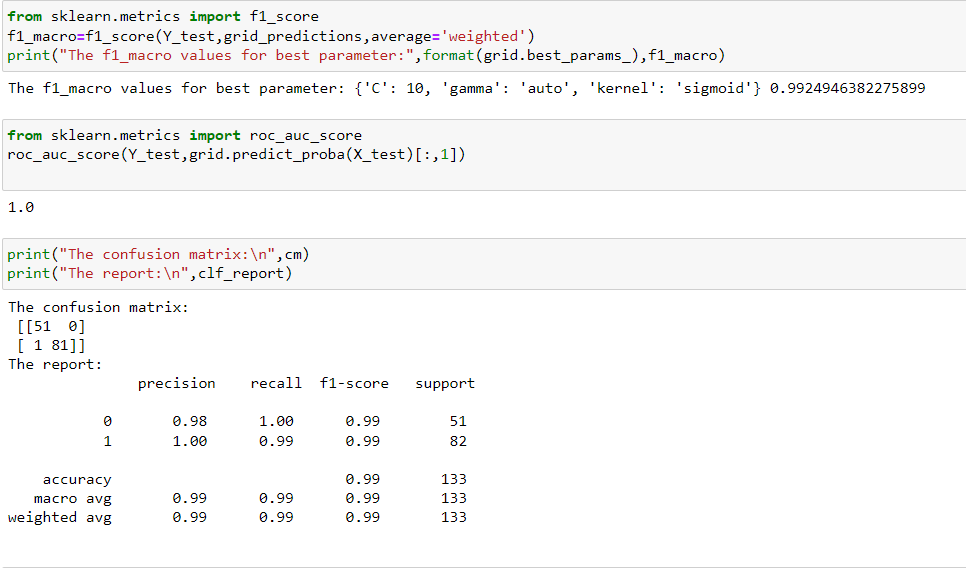 from sklearn.metrics import f1_score
f1_macro=f1_score(Y_test,grid_predictions,average='weighted')
print("The f1_macro values for best parameter:",format(grid.best_params_),f1_macro)
The f1_macro values for best parameter: {'C': 10, 'gamma': 'auto', 'kernel': 'sigmoid'} 0.9924946382275899
from sklearn.metrics import roc_auc_score
roc_auc_score(Y_test,grid.predict_proba(X_test)[:,1])
1.0
print("The confusion matrix:\n",cm)
print("The report:\n",clf_report)
The confusion matrix:
[[51  0]
[ 1 81]]
The report:
precision    recall  f1-score   support
0       0.98      1.00      0.99        51
1       1.00      0.99      0.99        82
accuracy                           0.99       133
macro avg       0.99      0.99      0.99       133
weighted avg       0.99      0.99      0.99       133